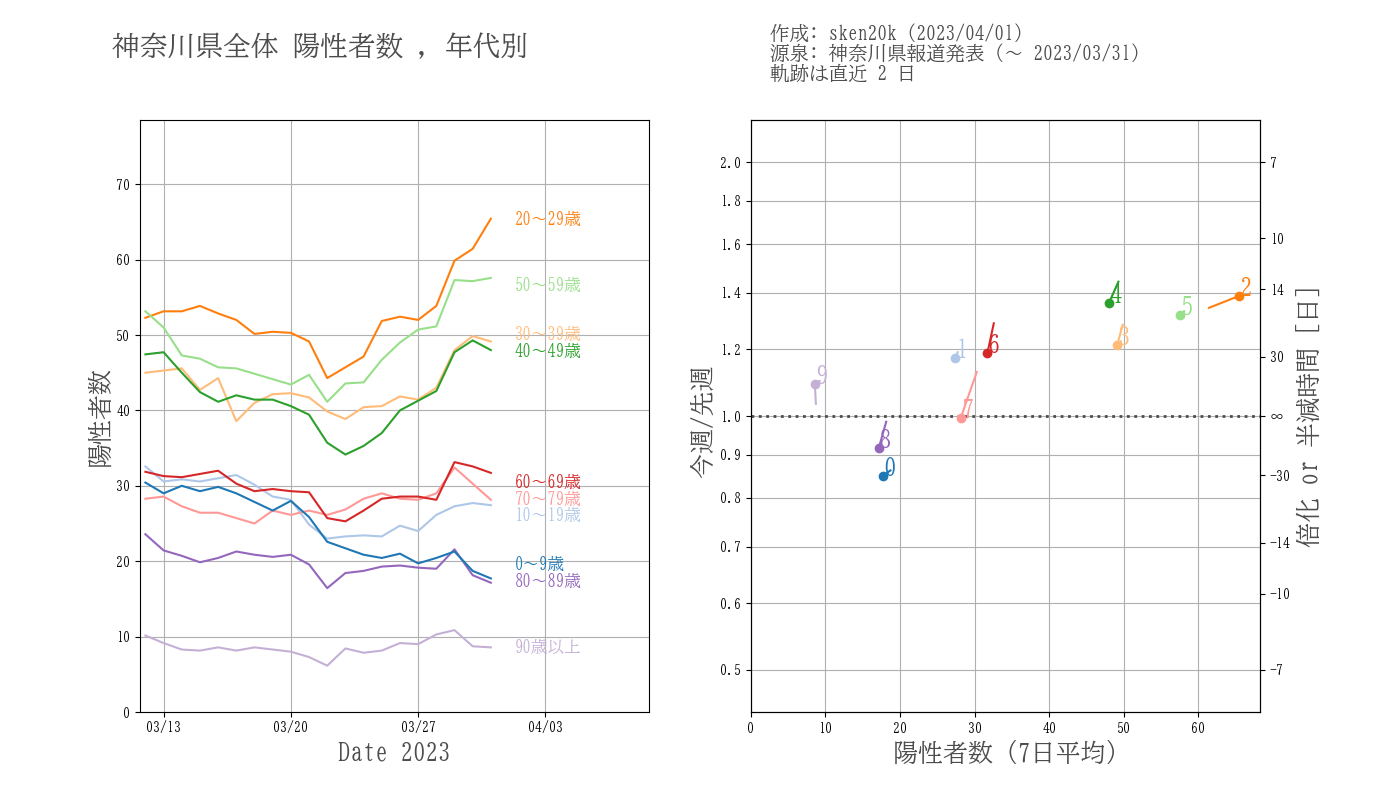 神奈川県全体 陽性者数 , 年代別
作成: sken20k (2023/04/01)
源泉: 神奈川県報道発表 (～ 2023/03/31)
軌跡は直近 2 日
陽性者数
70
60
50
40
30
20
10
0
03/13
03/20
03/27
04/03
Date 2023
20～29歳
50～59歳
30～39歳
40～49歳
60～69歳
70～79歳
10～19歳
0～9歳
80～89歳
90歳以上
今週/先週
2.0
1.8
1.6
1.4
1.2
1.0
0.9
0.8
0.7
0.6
0.5
2
4
5
3
6
1
9
7
8
0
0
10
20
30
40
50
60
陽性者数 (7日平均)
7
10
14
30
∞
-30
-14
-10
-7
倍化 or 半減時間 [日]